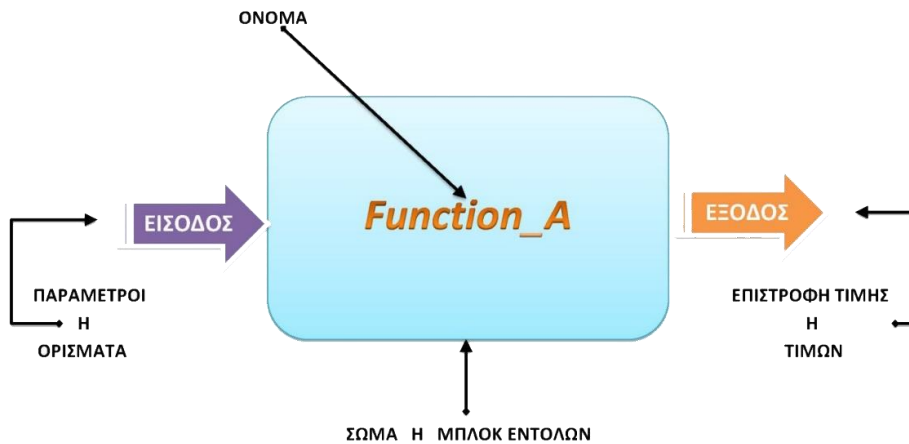 ΟΝΟΜΑ
Function_A
ΕΙΣΟΔΟΣ
ΕΞΟΔΟΣ
ΠΑΡΑΜΕΤΡΟΙ
Η
ΟΡΙΣΜΑΤΑ
ΕΠΙΣΤΡΟΦΗ ΤΙΜΗΣ
Η
ΤΙΜΩΝ
ΣΩΜΑ Η ΜΠΛΟΚ ΕΝΤΟΛΩΝ